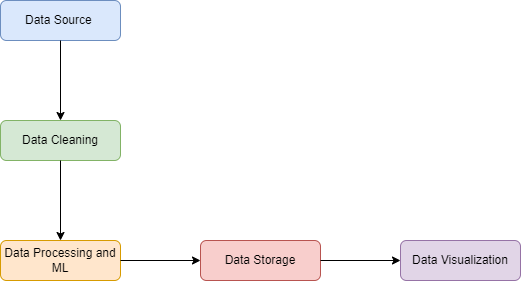 Data Source
Data Cleaning
Data Processing and
ML
Data Storage
Data Visualization